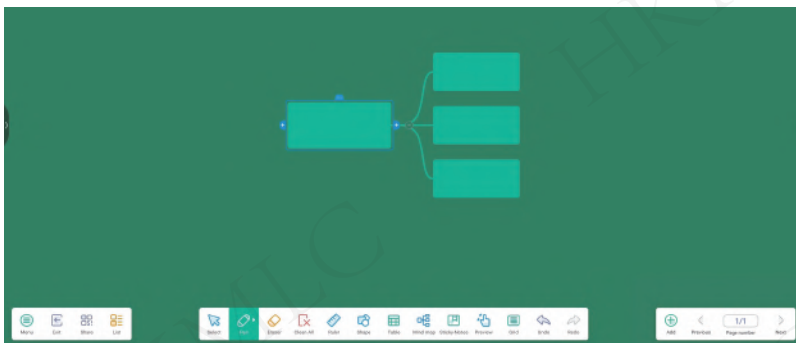 Menu Exit Share List Select Pen Eraser Clean All Ruler Shape Table Mind map Sticky Notes Preview Text Undo Redo Add Previous 1/1 Page number Next